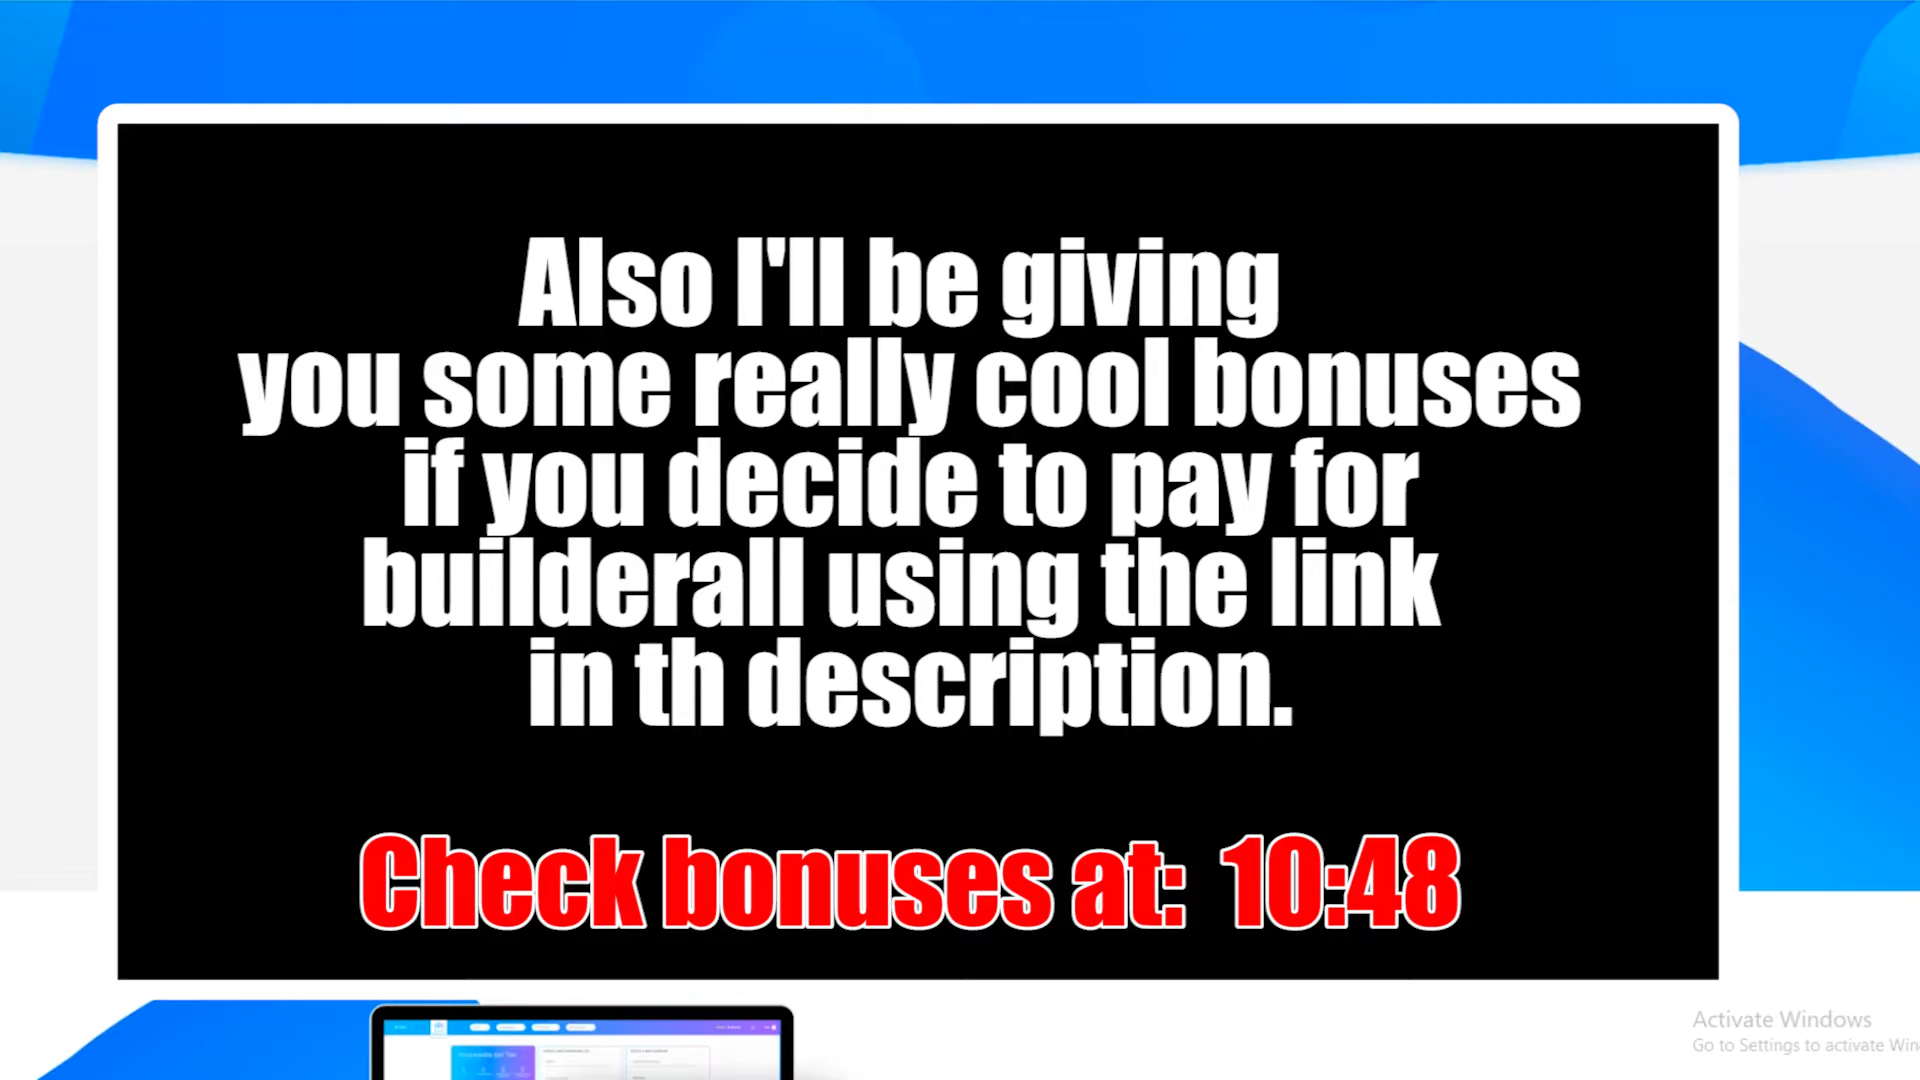 Also I'll be giving
you some really cool bonuses
if you decide to pay for
builderall using the link
in th description.
Check bonuses at: 10:48
Activate Windows
Go to Settings to activate Win